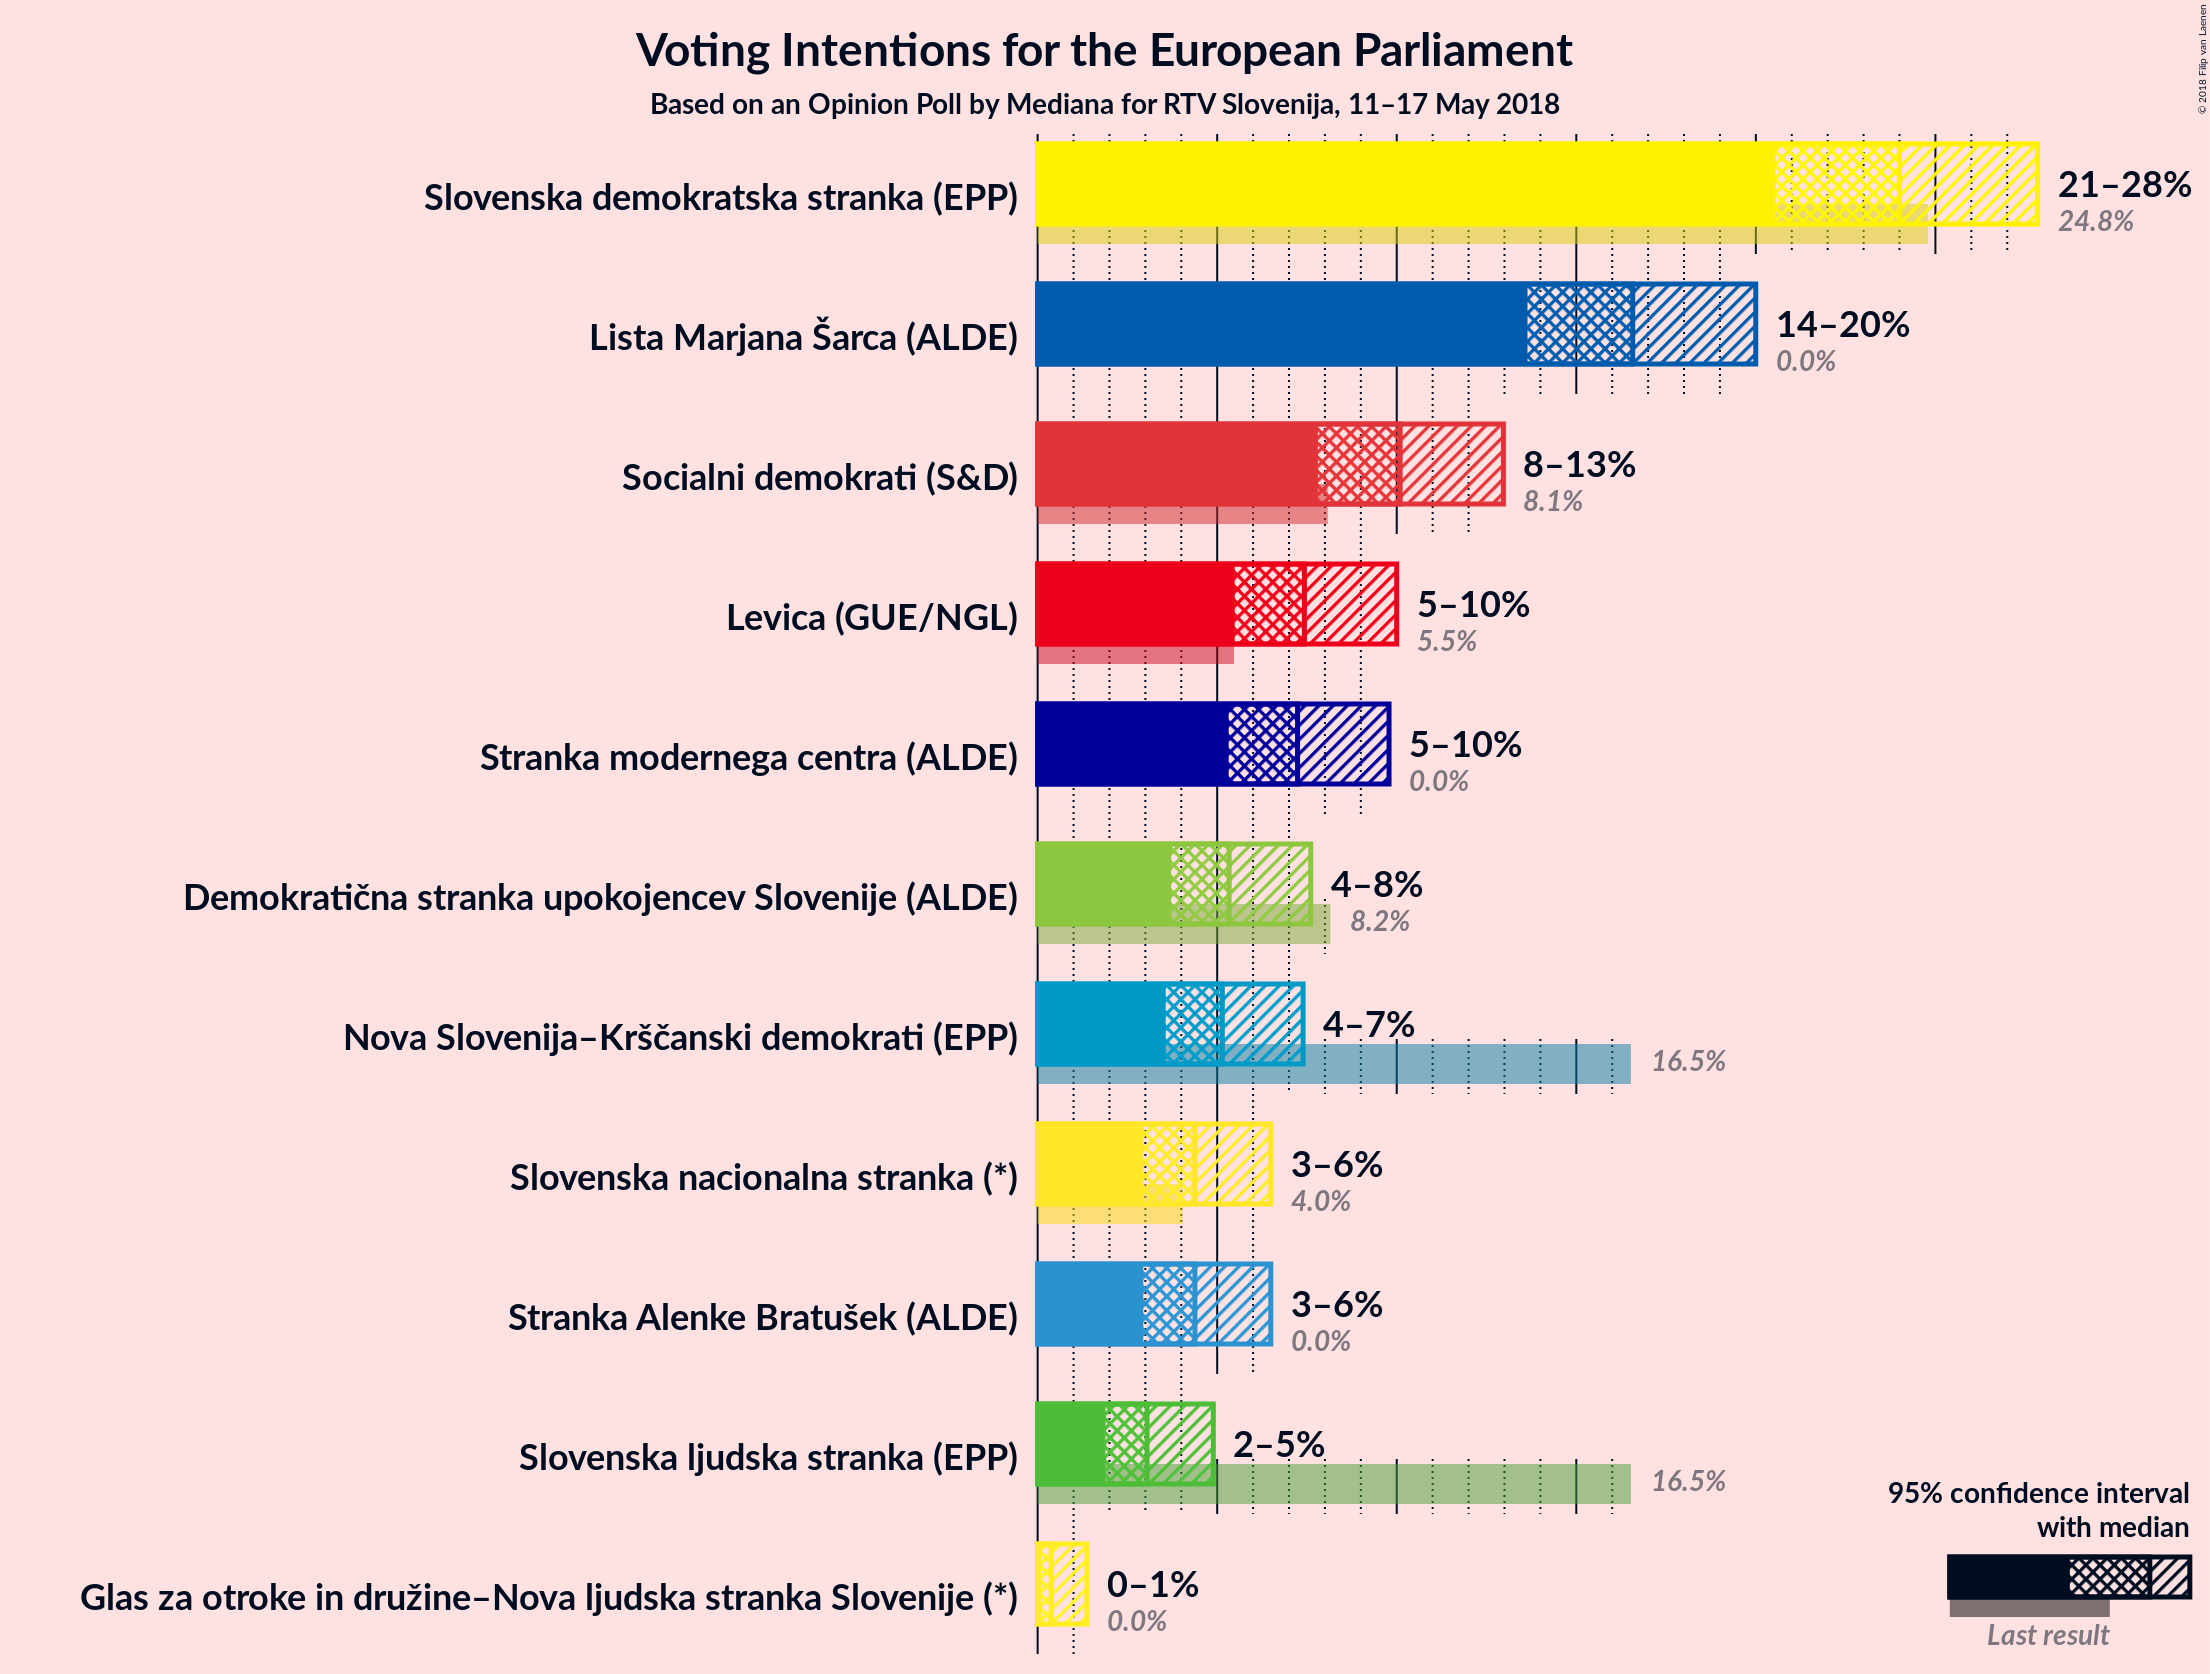 Voting Intentions for the European Parliament
Based on an Opinion Poll by Mediana for RTV Slovenija, 11–17 May 2018
© 2018 Filip van Laenen
Slovenska demokratska stranka (EPP)
21–28%
24.8%
Lista Marjana Šarca (ALDE)
14–20%
0.0%
Socialni demokrati (S&D)
8–13%
8.1%
Levica (GUE/NGL)
5–10%
5.5%
Stranka modernega centra (ALDE)
5–10%
0.0%
Demokratična stranka upokojencev Slovenije (ALDE)
4–8%
8.2%
Nova Slovenija–Krščanski demokrati (EPP)
4–7%
16.5%
Slovenska nacionalna stranka (*)
3–6%
4.0%
Stranka Alenke Bratušek (ALDE)
3–6%
0.0%
Slovenska ljudska stranka (EPP)
2–5%
16.5%
Glas za otroke in družine–Nova ljudska stranka Slovenije (*)
0–1%
0.0%
95% confidence interval
with median
Last result